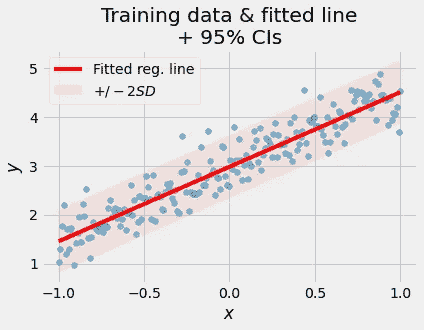 Training data & fitted line
+ 95% CIs
Fitted reg. line
+/−2SD
5
4
3
2
1
y
−1.0 −0.5 0.0 0.5 1.0
x